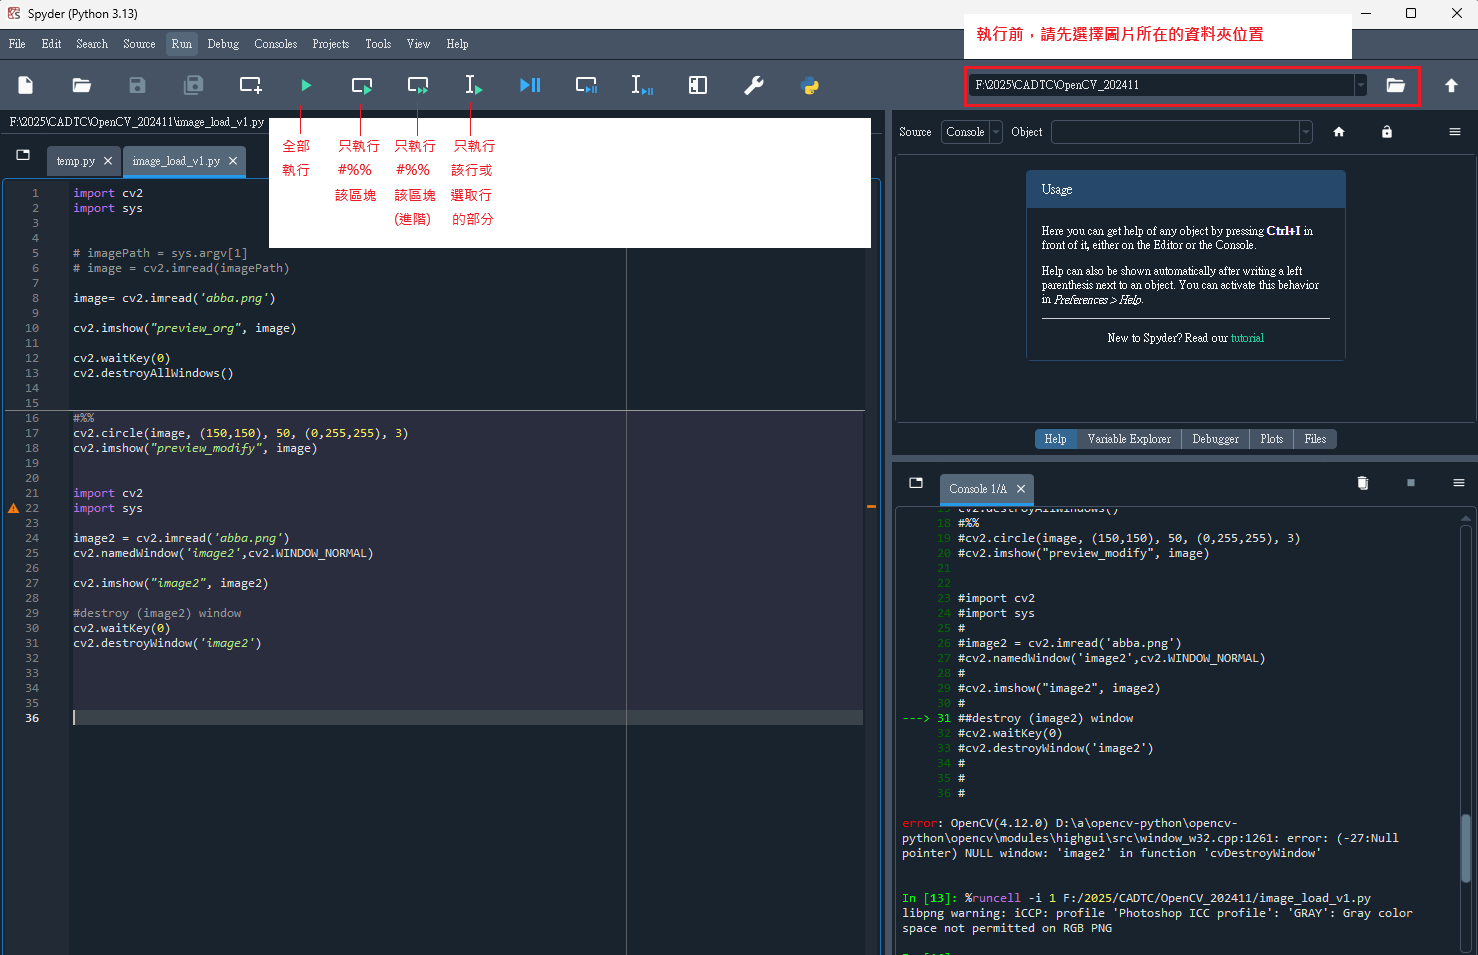 Spyder (Python 3.13)
File Edit Search Source Run Debug Consoles Projects Tools View Help
執行前，請先選擇圖片所在的資料夾位置
F:\2025\CADTC\OpenCV_202411
F:\2025\CADTC\OpenCV_202411\image_load_v1.py
temp.py
image_load_v1.py
全部
執行
只執行
#%%
該區塊
只執行
#%%
該區塊
(進階)
只執行
該行或
選取行
的部分
1 import cv2
2 import sys
3
4
5 # imagePath = sys.argv[1]
6 # image = cv2.imread(imagePath)
7
8 image= cv2.imread('abba.png')
9
10 cv2.imshow("preview_org", image)
11
12 cv2.waitKey(0)
13 cv2.destroyAllWindows()
14
15
16 #%%
17 cv2.circle(image, (150,150), 50, (0,255,255), 3)
18 cv2.imshow("preview_modify", image)
19
20
21 import cv2
22 import sys
23
24 image2 = cv2.imread('abba.png')
25 cv2.namedWindow('image2',cv2.WINDOW_NORMAL)
26
27 cv2.imshow("image2", image2)
28
29 #destroy (image2) window
30 cv2.waitKey(0)
31 cv2.destroyWindow('image2')
32
33
34
35
36
Source Console Object
Usage
Here you can get help of any object by pressing Ctrl+I in
front of it, either on the Editor or the Console.
Help can also be shown automatically after writing a left
parenthesis next to an object. You can activate this behavior
in Preferences > Help.
New to Spyder? Read our tutorial
Help Variable Explorer Debugger Plots Files
Console 1/A
cv2.destroyAllWindows()
18 #%%
19 #cv2.circle(image, (150,150), 50, (0,255,255), 3)
20 #cv2.imshow("preview_modify", image)
21
22
23 #import cv2
24 #import sys
25 #
26 #image2 = cv2.imread('abba.png')
27 #cv2.namedWindow('image2',cv2.WINDOW_NORMAL)
28 #
29 #cv2.imshow("image2", image2)
30 #
---> 31 ##destroy (image2) window
32 #cv2.waitKey(0)
33 #cv2.destroyWindow('image2')
34 #
35 #
36 #
error: OpenCV(4.12.0) D:\a\opencv-python\opencv-
python\opencv\modules\highgui\src\window_w32.cpp:1261: error: (-27:Null
pointer) NULL window: 'image2' in function 'cvDestroyWindow'
In [13]: %runcell -i 1 F:/2025/CADTC/OpenCV_202411/image_load_v1.py
libpng warning: iCCP: profile 'Photoshop ICC profile': 'GRAY': Gray color
space not permitted on RGB PNG